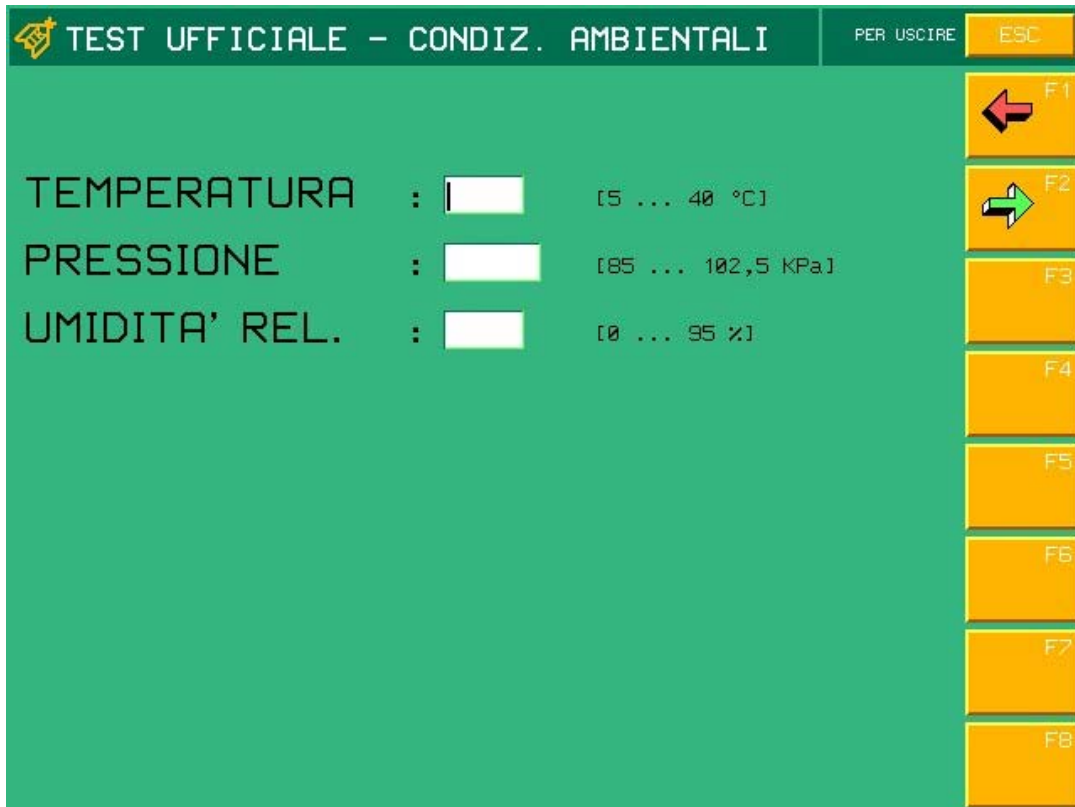 TEST UFFICIALE - CONDIZ. AMBIENTALI
PER USCIRE
ESC
F1
TEMPERATURA : [5 ... 40 °C]
F2
PRESSIONE : [85 ... 102,5 KPa]
F3
UMIDITA' REL. : [0 ... 95 %]
F4
F5
F6
F7
F8